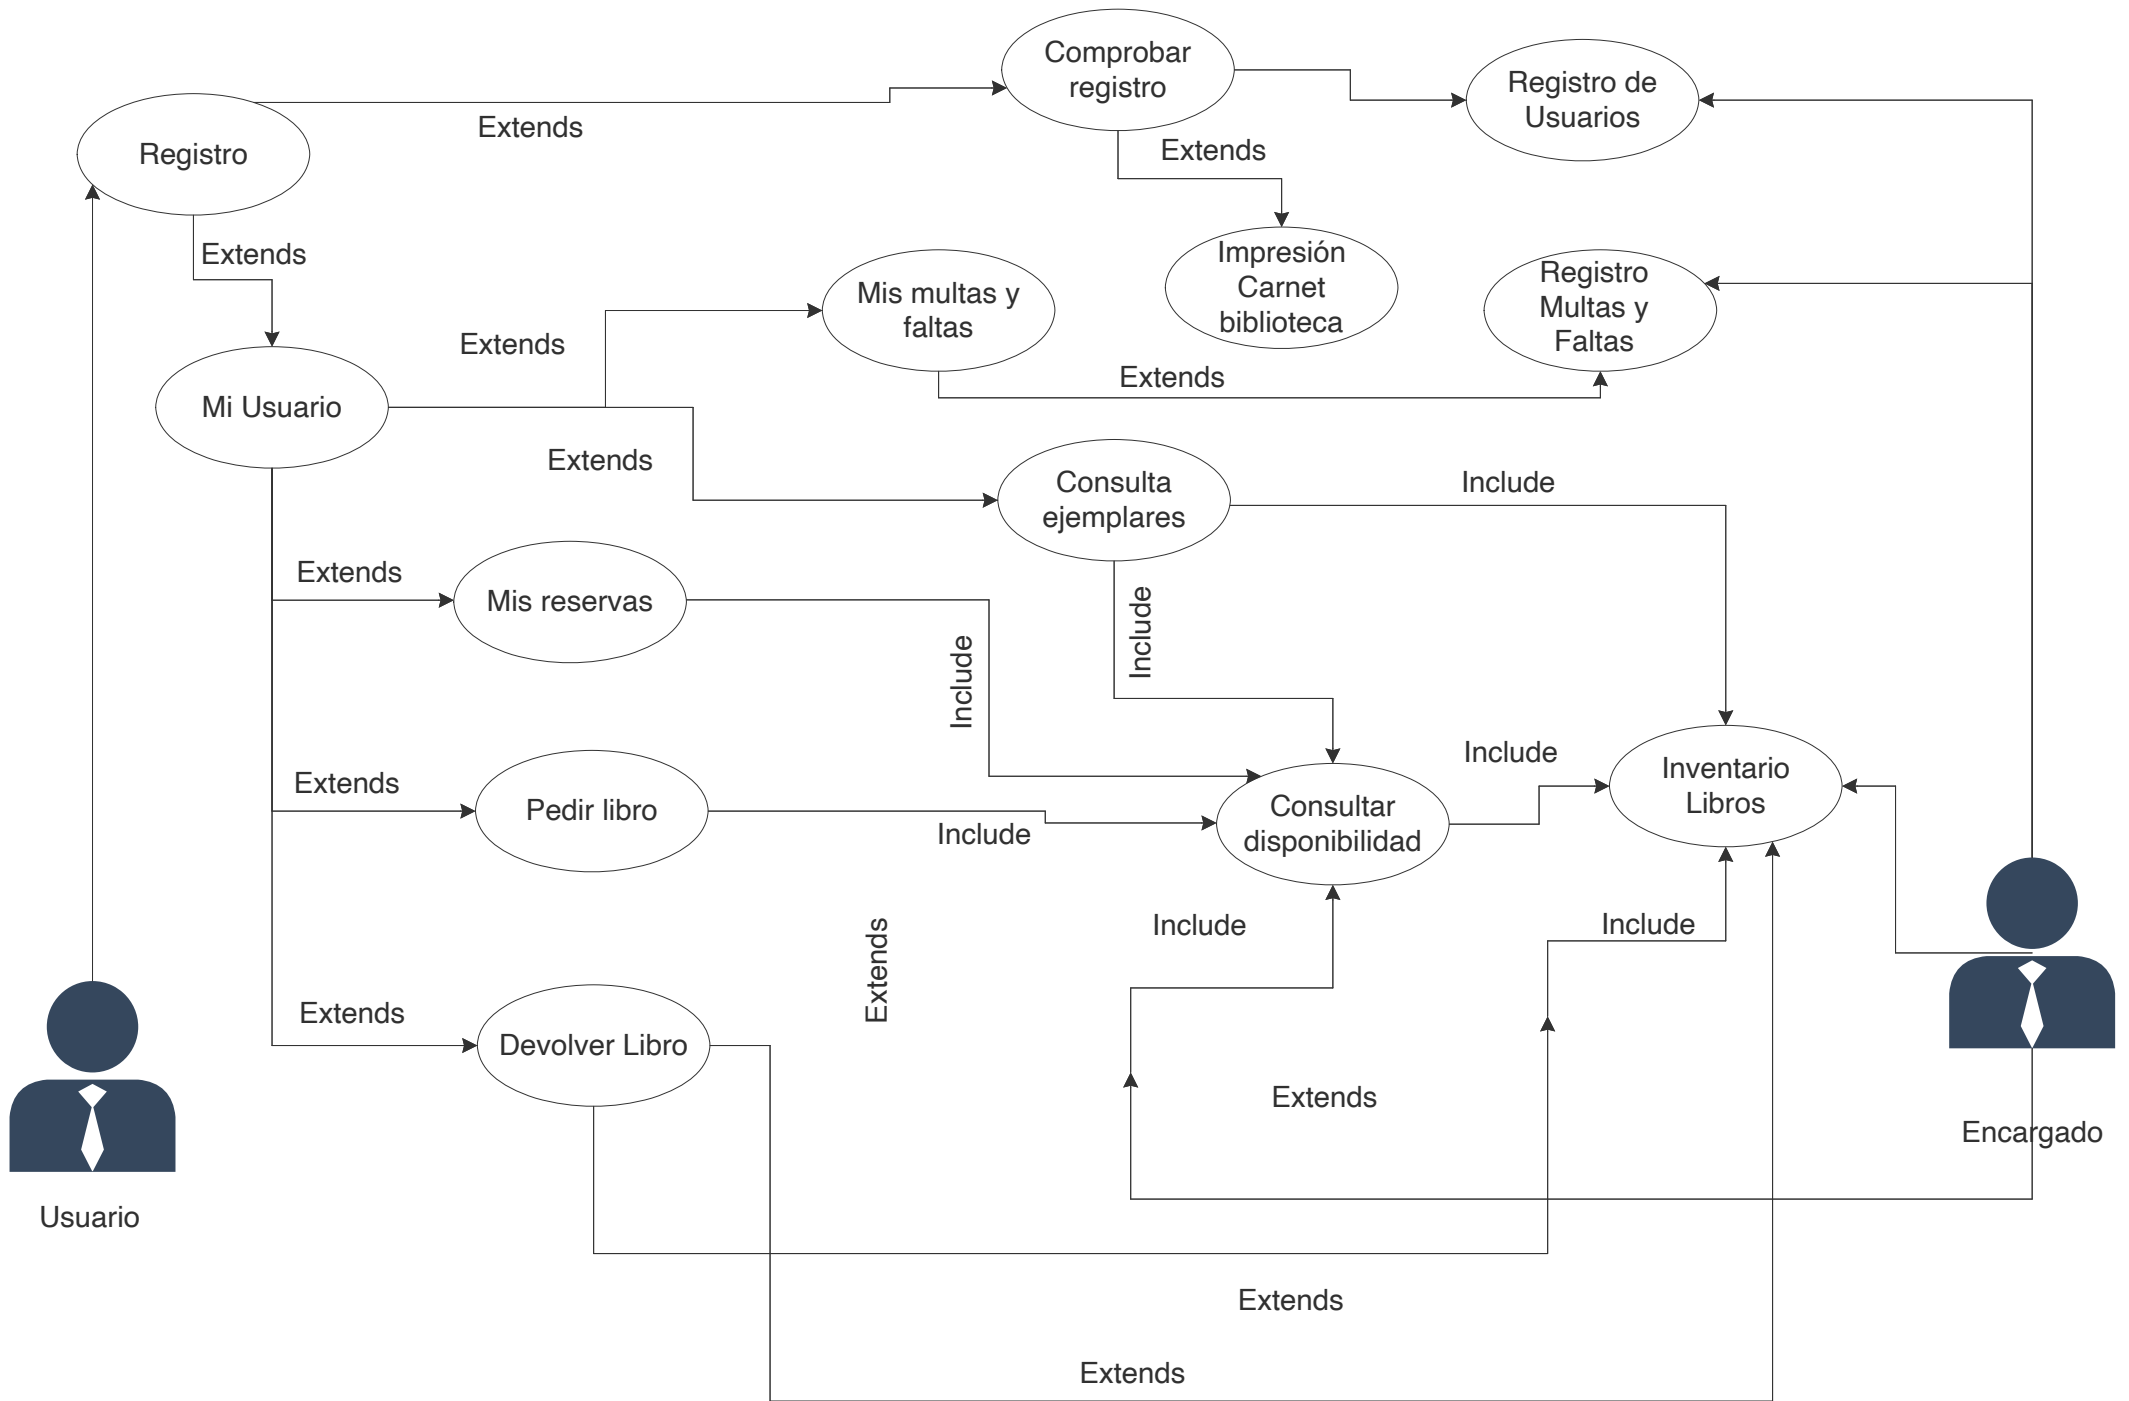 Comprobar
registro
Registro de
Usuarios
Extends
Registro
Extends
Extends
Impresión
Carnet
biblioteca
Mis multas y
faltas
Registro
Multas y
Faltas
Extends
Extends
Mi Usuario
Extends
Consulta
ejemplares
Include
Extends
Mis reservas
Include
Include
Include
Inventario
Libros
Extends
Pedir libro
Include
Consultar
disponibilidad
Include
Include
Extends
Extends
Devolver Libro
Extends
Encargado
Usuario
Extends
Extends